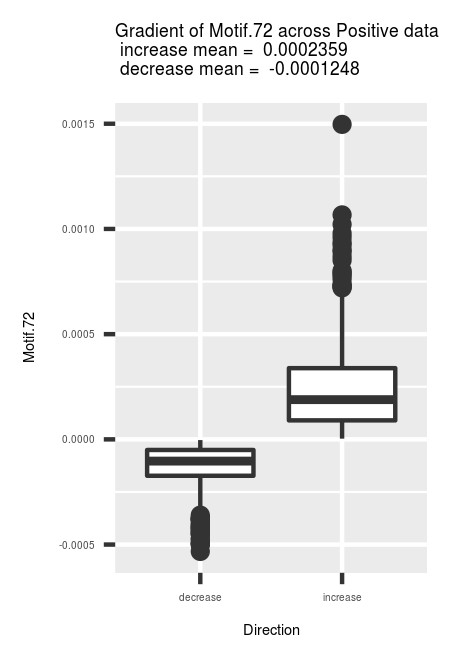 Gradient of Motif.72 across Positive data
increase mean =  0.0002359
decrease mean =  -0.0001248
0.0015
0.0010
0.0005
0.0000
-0.0005
Motif.72
decrease
increase
Direction